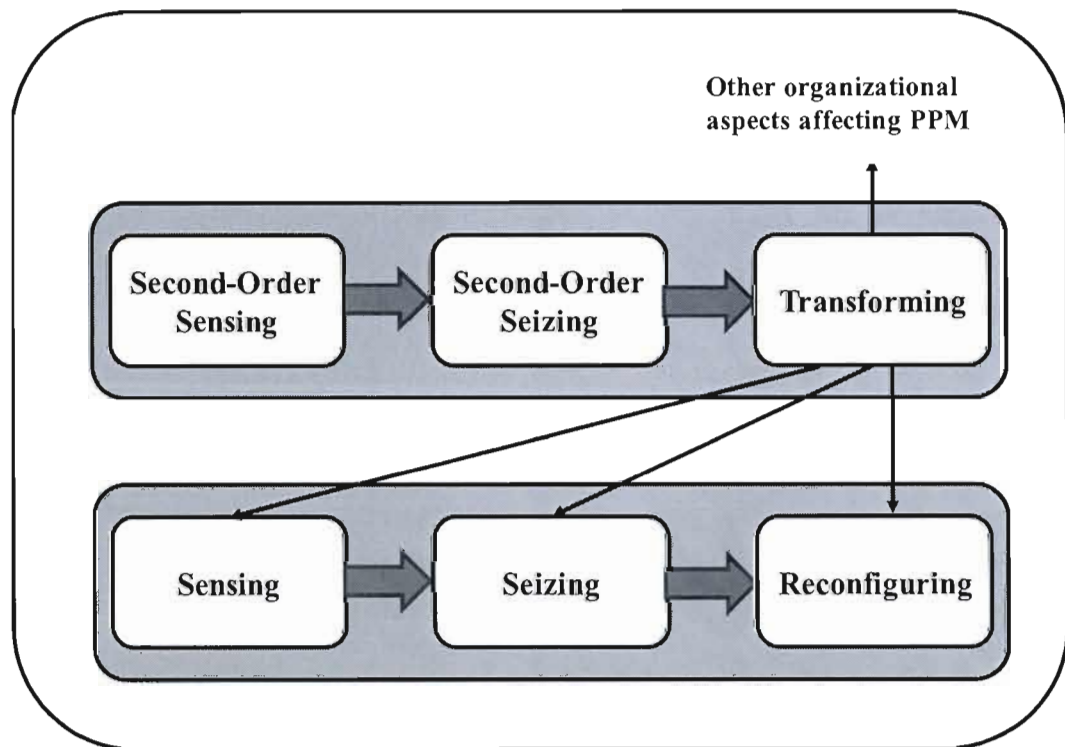 Other organizational
aspects affecting PPM
Second-Order
Sensing
Second-Order
Seizing
Transforming
Sensing
Seizing
Reconfiguring